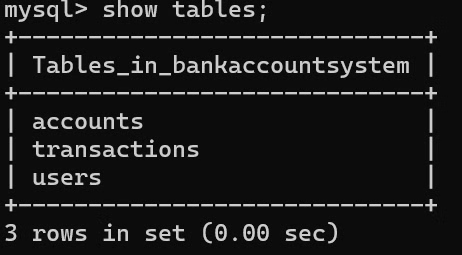 mysql> show tables;
+-----------------------------+
| Tables_in_bankaccountsystem |
+-----------------------------+
| accounts                    |
| transactions                |
| users                       |
+-----------------------------+
3 rows in set (0.00 sec)